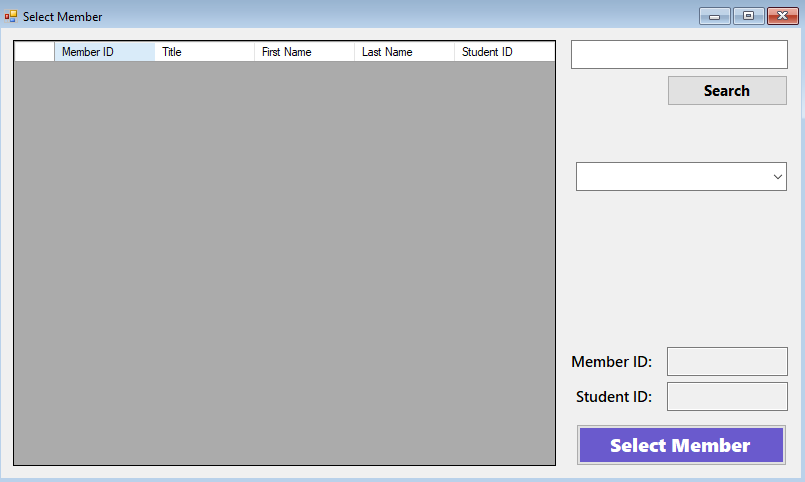 Select Member
Member ID Title First Name Last Name Student ID
Search
Member ID:
Student ID:
Select Member